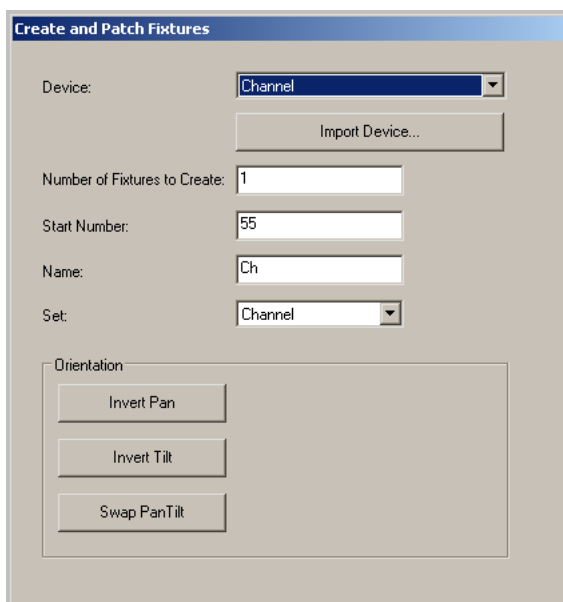 Create and Patch Fixtures
Device: Channel
Import Device...
Number of Fixtures to Create: 1
Start Number: 55
Name: Ch
Set: Channel
Orientation
Invert Pan
Invert Tilt
Swap PanTilt